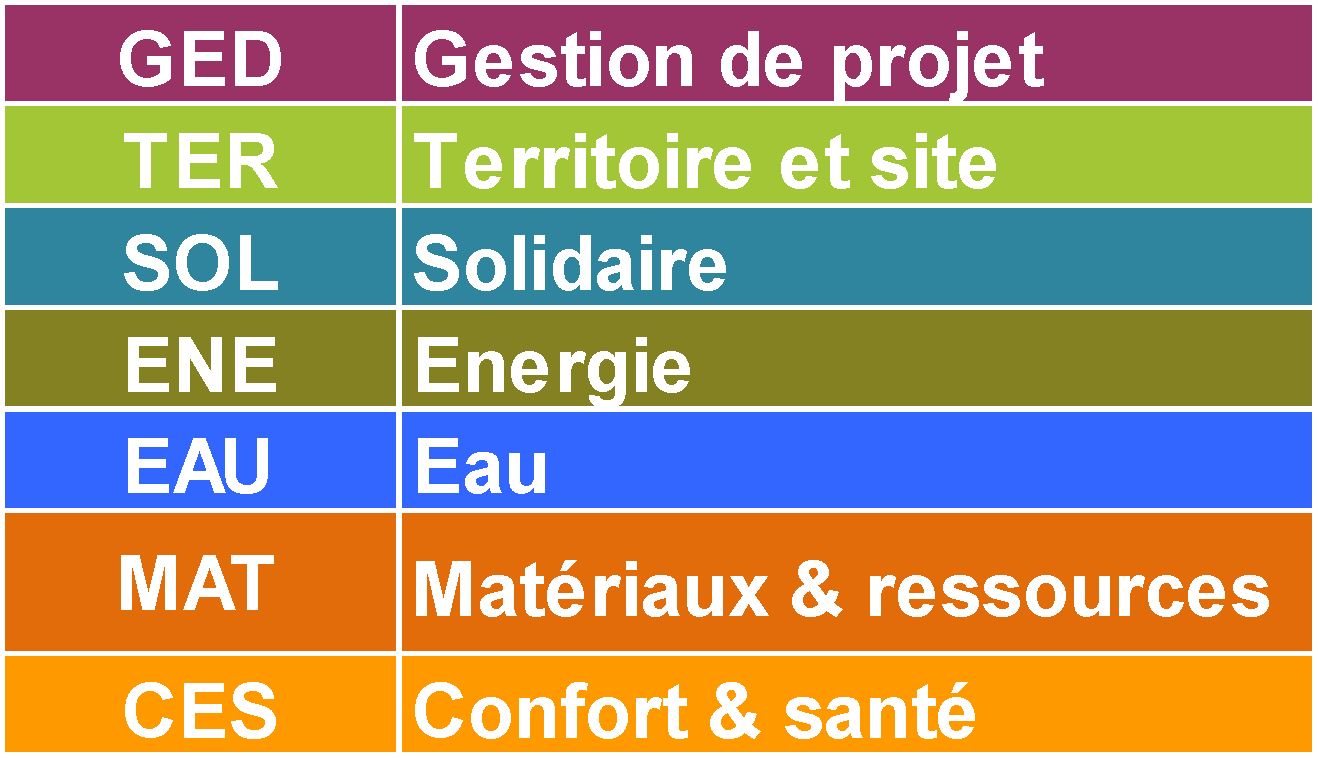 GED Gestion de projet
TER Territoire et site
SOL Solidaire
ENE Energie
EAU Eau
MAT Matériaux & ressources
CES Confort & santé